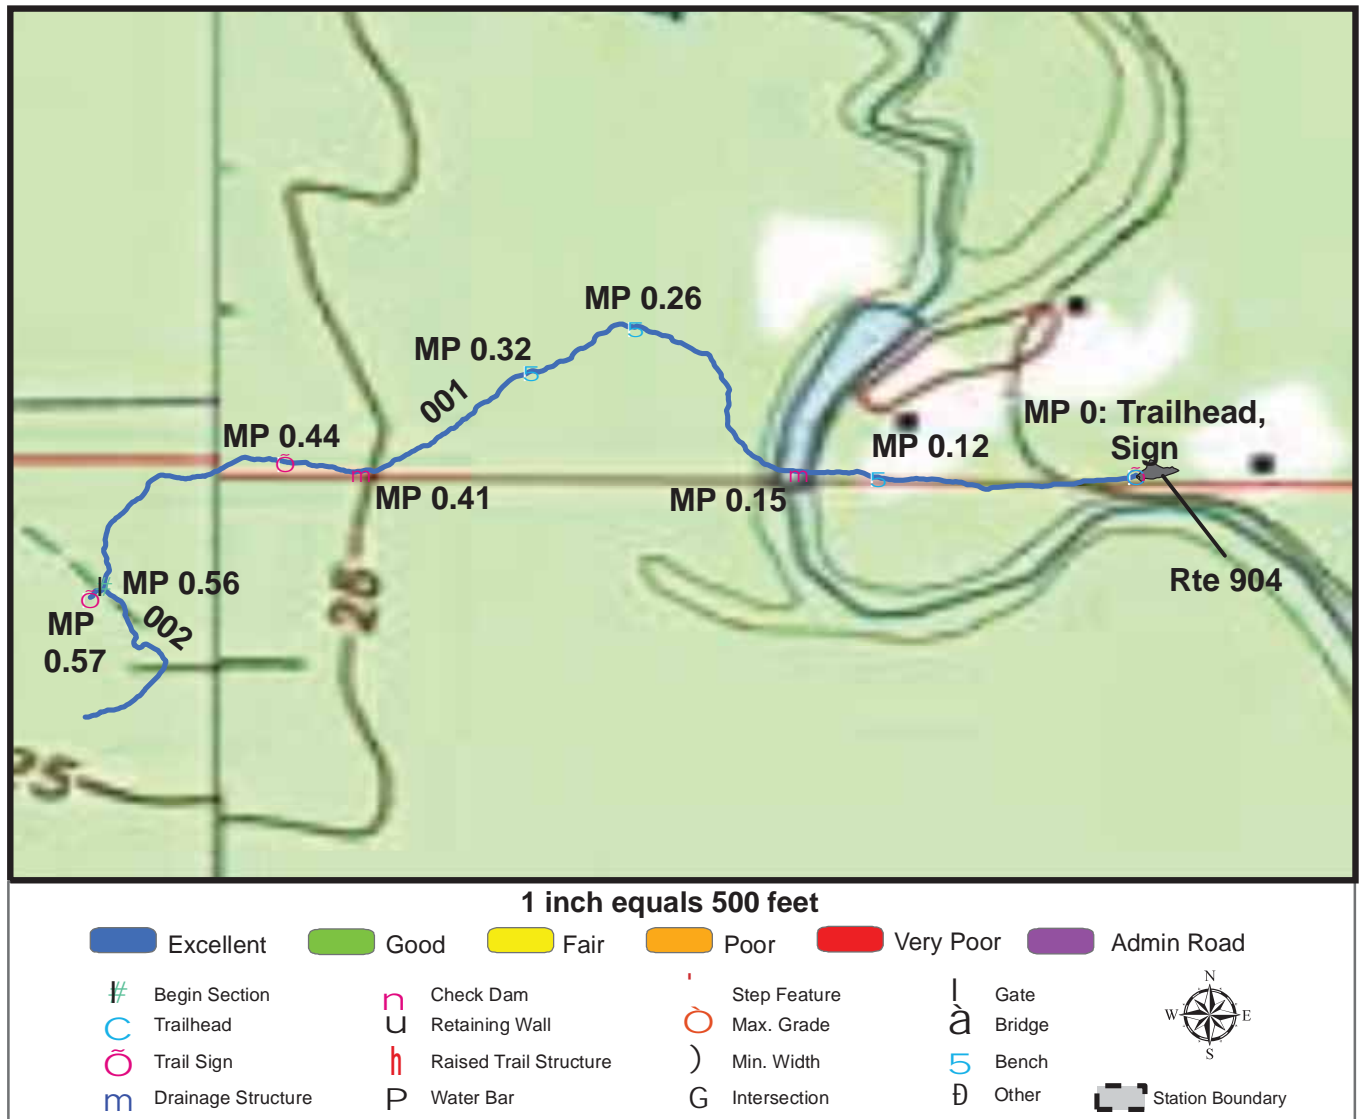 MP 0.26
MP 0.32
001
MP 0: Trailhead,
Sign
MP 0.44
MP 0.12
MP 0.41
MP 0.15
Rte 904
MP 0.56
MP
0.57
002
26
25
1 inch equals 500 feet
Excellent Good Fair Poor Very Poor Admin Road
# Begin Section n Check Dam ' Step Feature l Gate
C Trailhead u Retaining Wall Ò Max. Grade à Bridge
Õ Trail Sign h Raised Trail Structure ) Min. Width 5 Bench
m Drainage Structure P Water Bar G Intersection Ð Other Station Boundary
N
W E
S